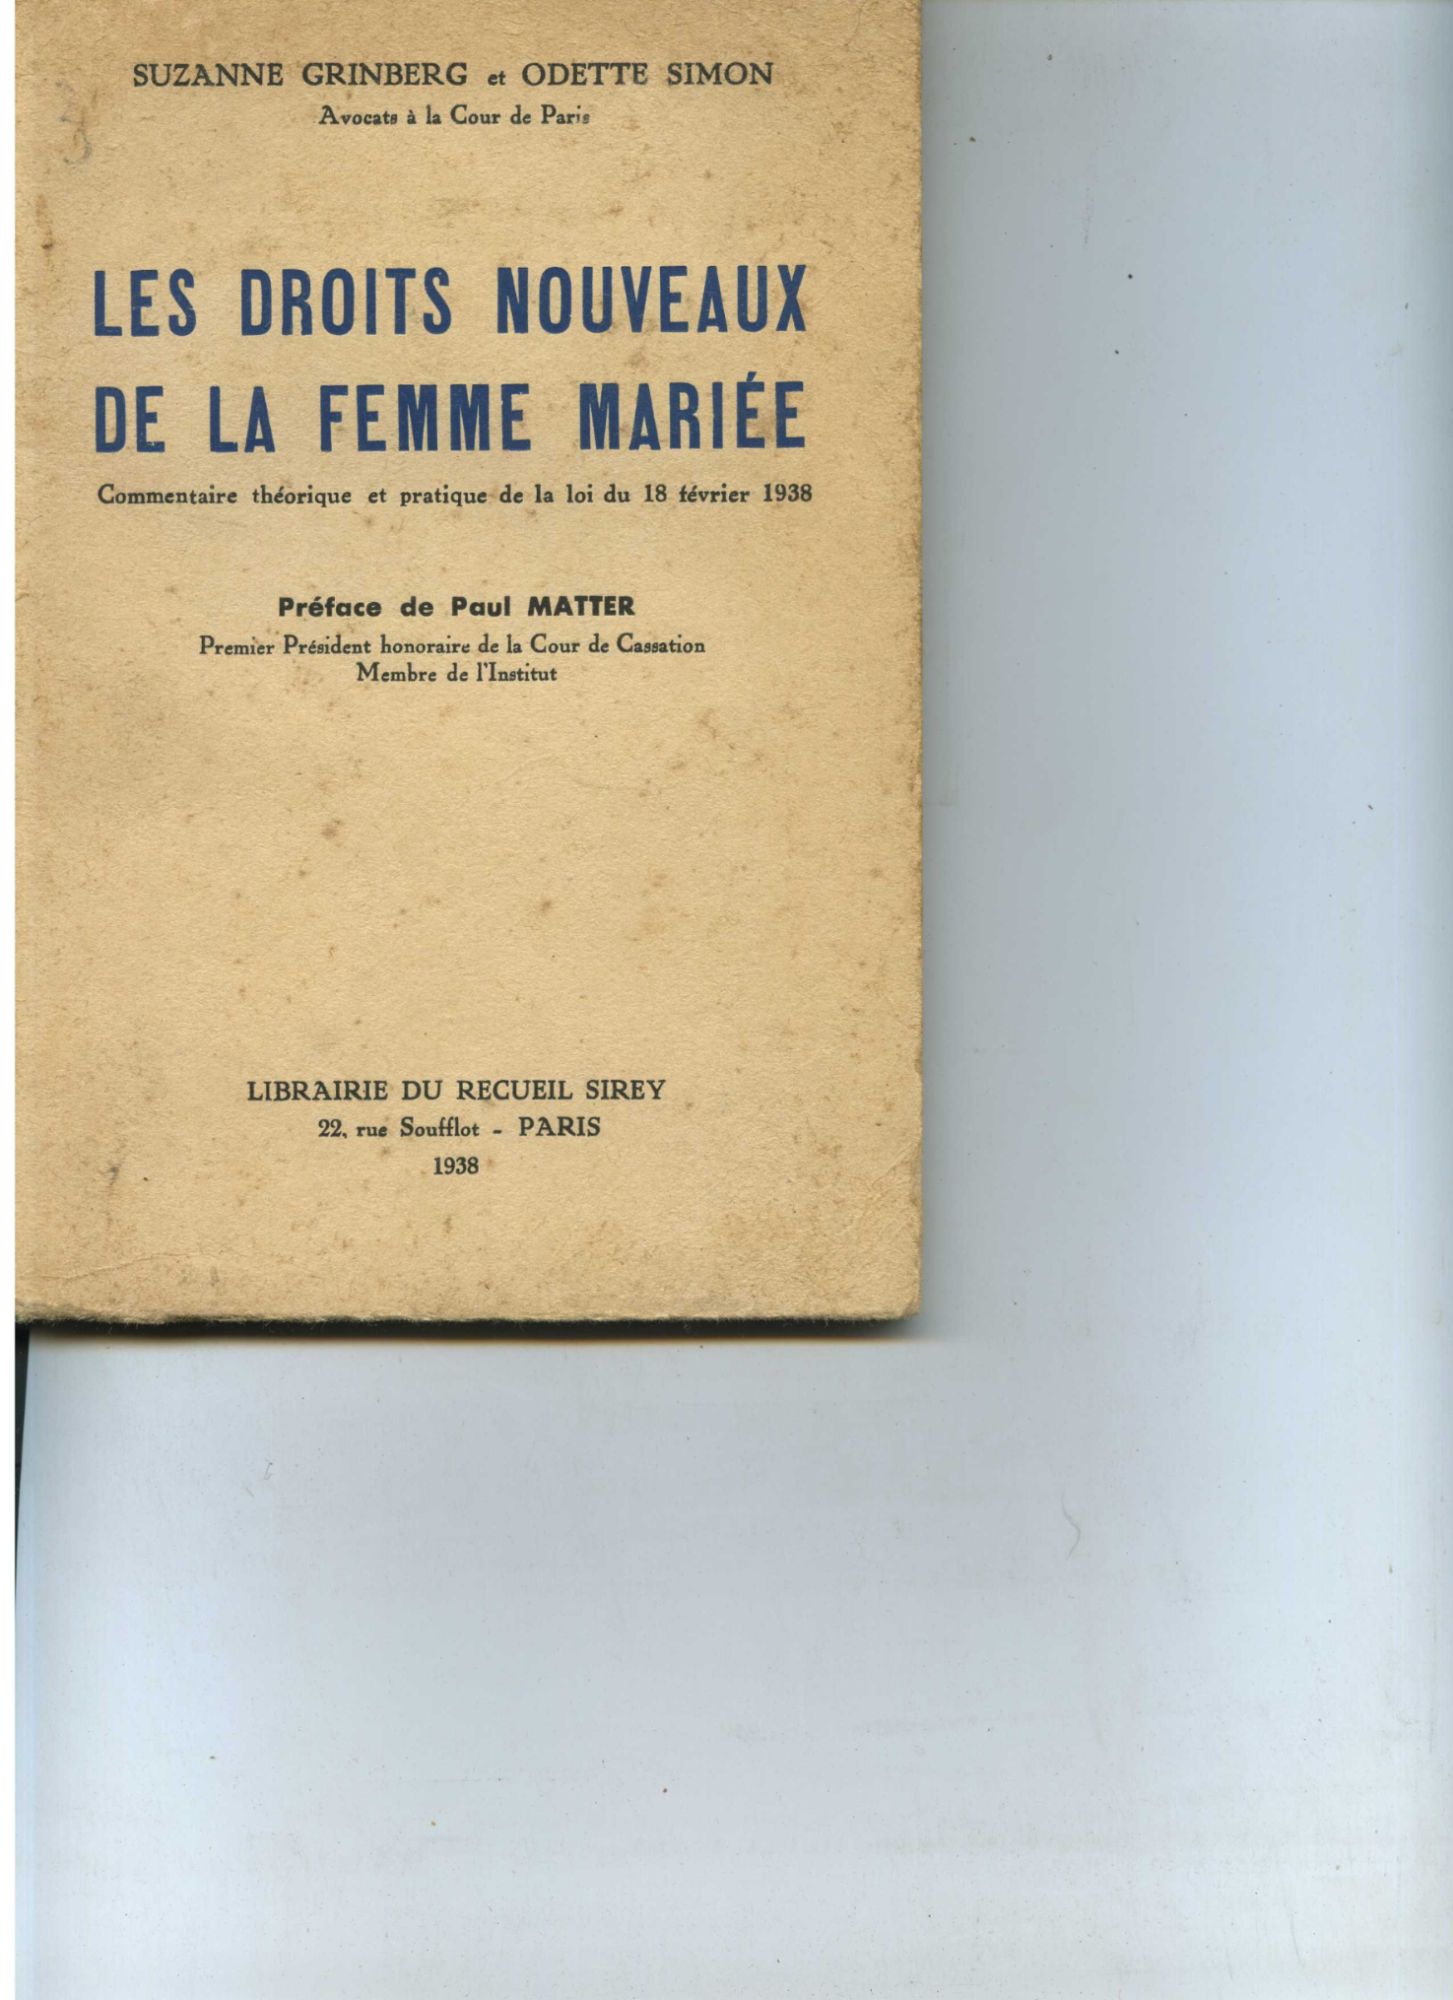 SUZANNE GRINBERG et ODETTE SIMON
Avocats à la Cour de Paris
LES DROITS NOUVEAUX
DE LA FEMME MARIÉE
Commentaire théorique et pratique de la loi du 18 février 1938
Préface de Paul MATTER
Premier Président honoraire de la Cour de Cassation
Membre de l'Institut
LIBRAIRIE DU RECUEIL SIREY
22, rue Soufflot - PARIS
1938